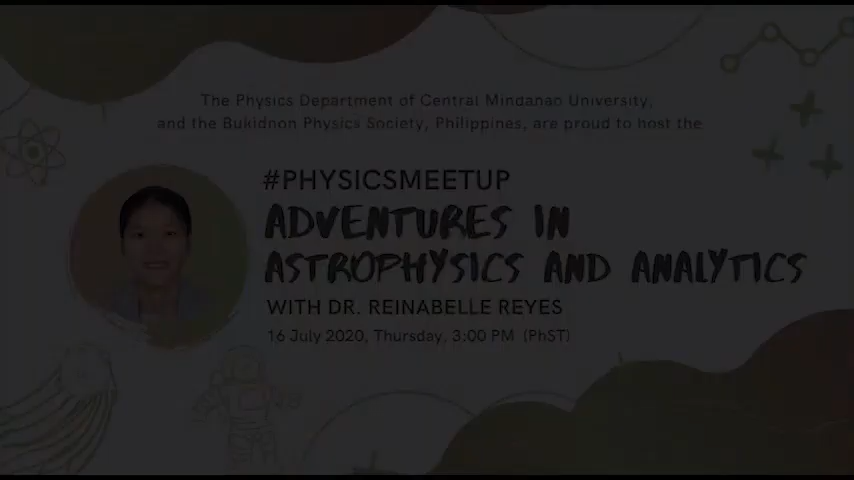 The Physics Department of Central Mindanao University,
and the Bukidnon Physics Society, Philippines, are proud to host the
#PHYSICSMEETUP
ADVENTURES IN
ASTROPHYSICS AND ANALYTICS
WITH DR. REINABELLE REYES
16 July 2020, Thursday, 3:00 PM (PhST)